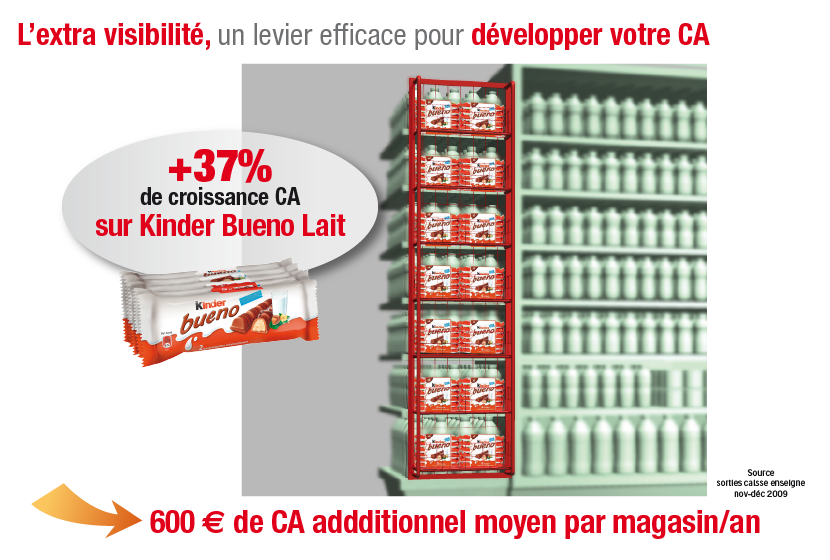 L'extra visibilité, un levier efficace pour développer votre CA
+37%
de croissance CA
sur Kinder Bueno Lait
Kinder
bueno
Source
sorties caisse enseigne
nov-déc 2009
600 € de CA addditionnel moyen par magasin/an